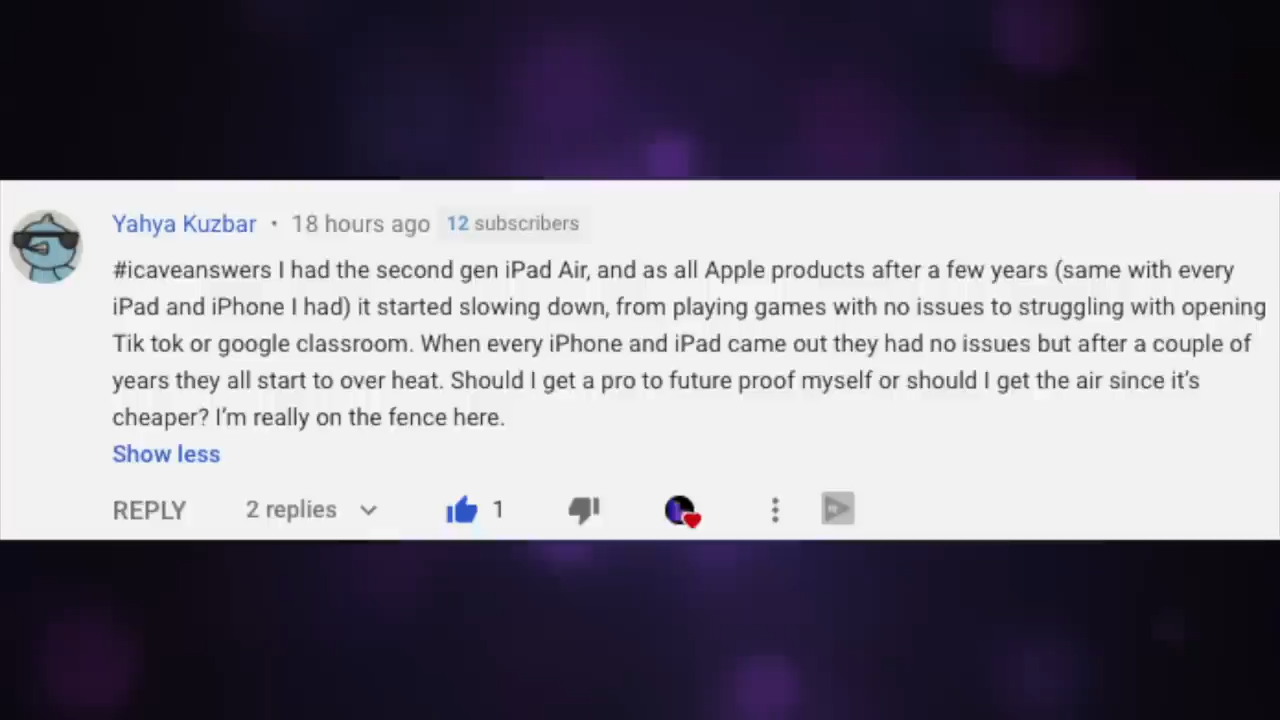 Yahya Kuzbar • 18 hours ago 12 subscribers
#icaveanswers I had the second gen iPad Air, and as all Apple products after a few years (same with every
iPad and iPhone I had) it started slowing down, from playing games with no issues to struggling with opening
Tik tok or google classroom. When every iPhone and iPad came out they had no issues but after a couple of
years they all start to over heat. Should I get a pro to future proof myself or should I get the air since it’s
cheaper? I’m really on the fence here.
Show less
REPLY 2 replies 1